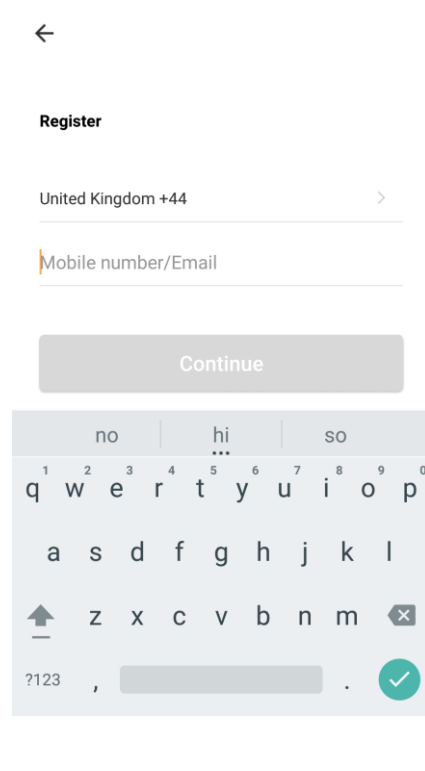 Register
United Kingdom +44
Mobile number/Email
Continue
no hi so
1 2 3 4 5 6 7 8 9 0
q w e r t y u i o p
a s d f g h j k l
z x c v b n m
?123 , .